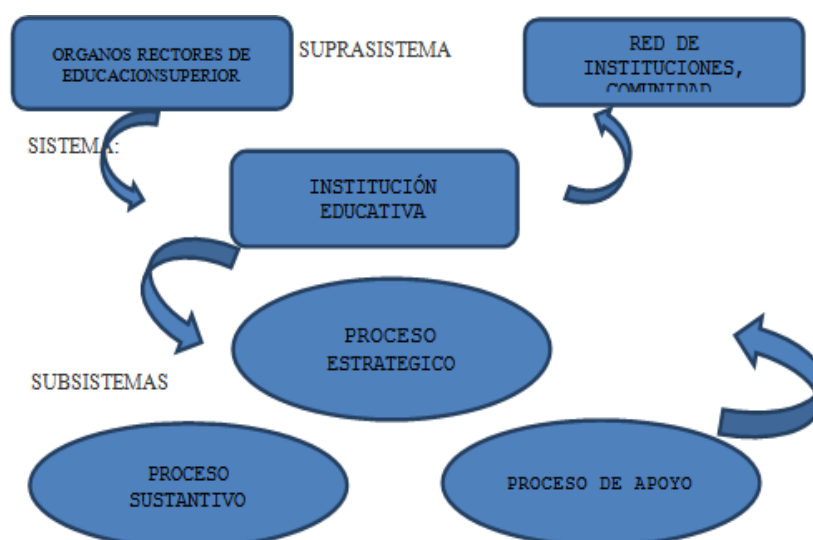 ORGANOS RECTORES DE
EDUCACIONSUPERIOR
SUPRASISTEMA
RED DE
INSTITUCIONES,
COMUNIDAD
SISTEMA:
INSTITUCIÓN
EDUCATIVA
PROCESO
ESTRATEGICO
SUBSISTEMAS
PROCESO
SUSTANTIVO
PROCESO DE APOYO